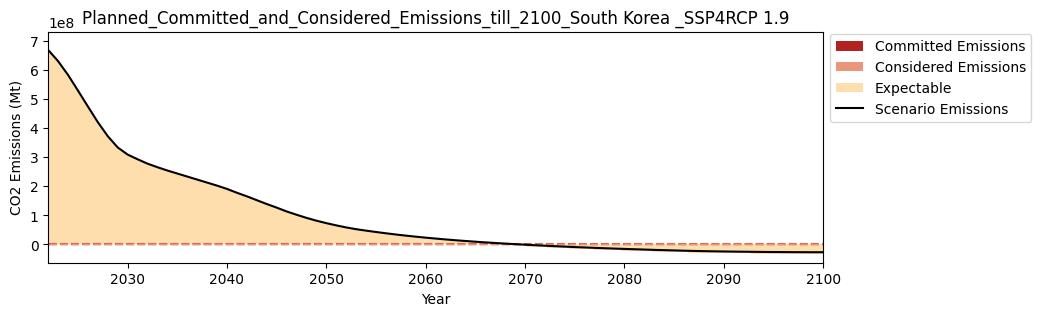 Planned_Committed_and_Considered_Emissions_till_2100_South Korea _SSP4RCP 1.9
1e8
7
6
5
4
3
2
1
0
CO2 Emissions (Mt)
2030 2040 2050 2060 2070 2080 2090 2100
Year
Committed Emissions
Considered Emissions
Expectable
Scenario Emissions